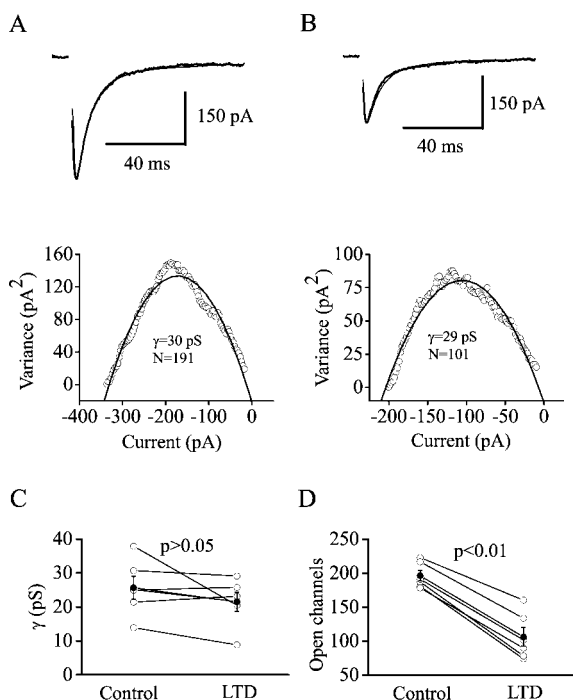 A
B
150 pA
40 ms
150 pA
40 ms
160
120
80
40
0
Variance (pA2)
γ=30 pS
N=191
-400 -300 -200 -100 0
Current (pA)
100
75
50
25
0
Variance (pA2)
γ=29 pS
N=101
-200 -150 -100 -50 0
Current (pA)
C
40
30
20
10
0
γ (pS)
p>0.05
Control LTD
D
250
200
150
100
50
Open channels
p<0.01
Control LTD